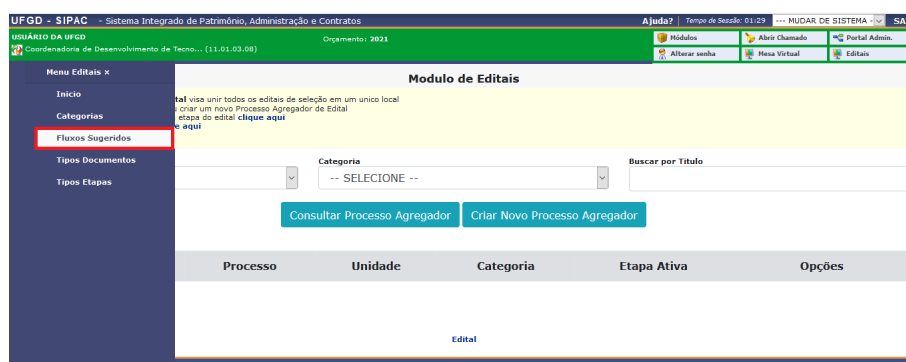 UFGD - SIPAC - Sistema Integrado de Patrimônio, Administração e Contratos Ajuda? Tempo de Sessão: 01:29 --- MUDAR DE SISTEMA - SA
USUÁRIO DA UFGD Orçamento: 2021 Módulos Abrir Chamado Portal Admin.
Coordenadoria de Desenvolvimento de Tecno... (11.01.03.08) Alterar senha Mesa Virtual Editais
Menu Editais ×
Inicio
Categorias
Fluxos Sugeridos
Tipos Documentos
Tipos Etapas
Modulo de Editais
tal visa unir todos os editais de seleção em um unico local
criar um novo Processo Agregador de Edital
etapa do edital clique aqui
e aqui
Categoria Buscar por Titulo
-- SELECIONE --
Consultar Processo Agregador Criar Novo Processo Agregador
Processo Unidade Categoria Etapa Ativa Opções
Edital